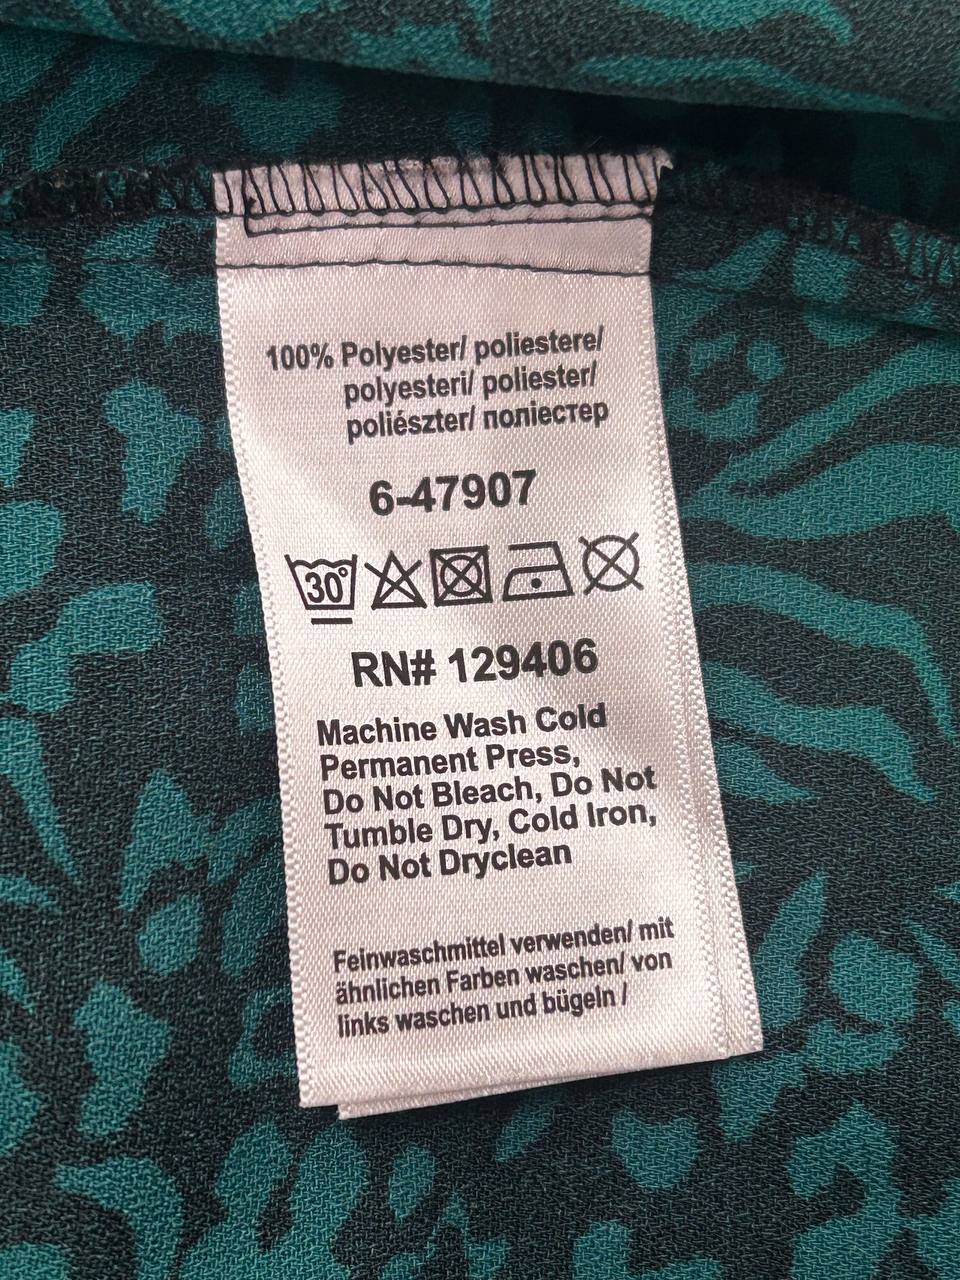 100% Polyester/ poliestere/
polyesteri/ poliester/
poliészter/ поліестер
6-47907
30°
RN# 129406
Machine Wash Cold
Permanent Press,
Do Not Bleach, Do Not
Tumble Dry, Cold Iron,
Do Not Dryclean
Feinwaschmittel verwenden/ mit
ähnlichen Farben waschen/ von
links waschen und bügeln /